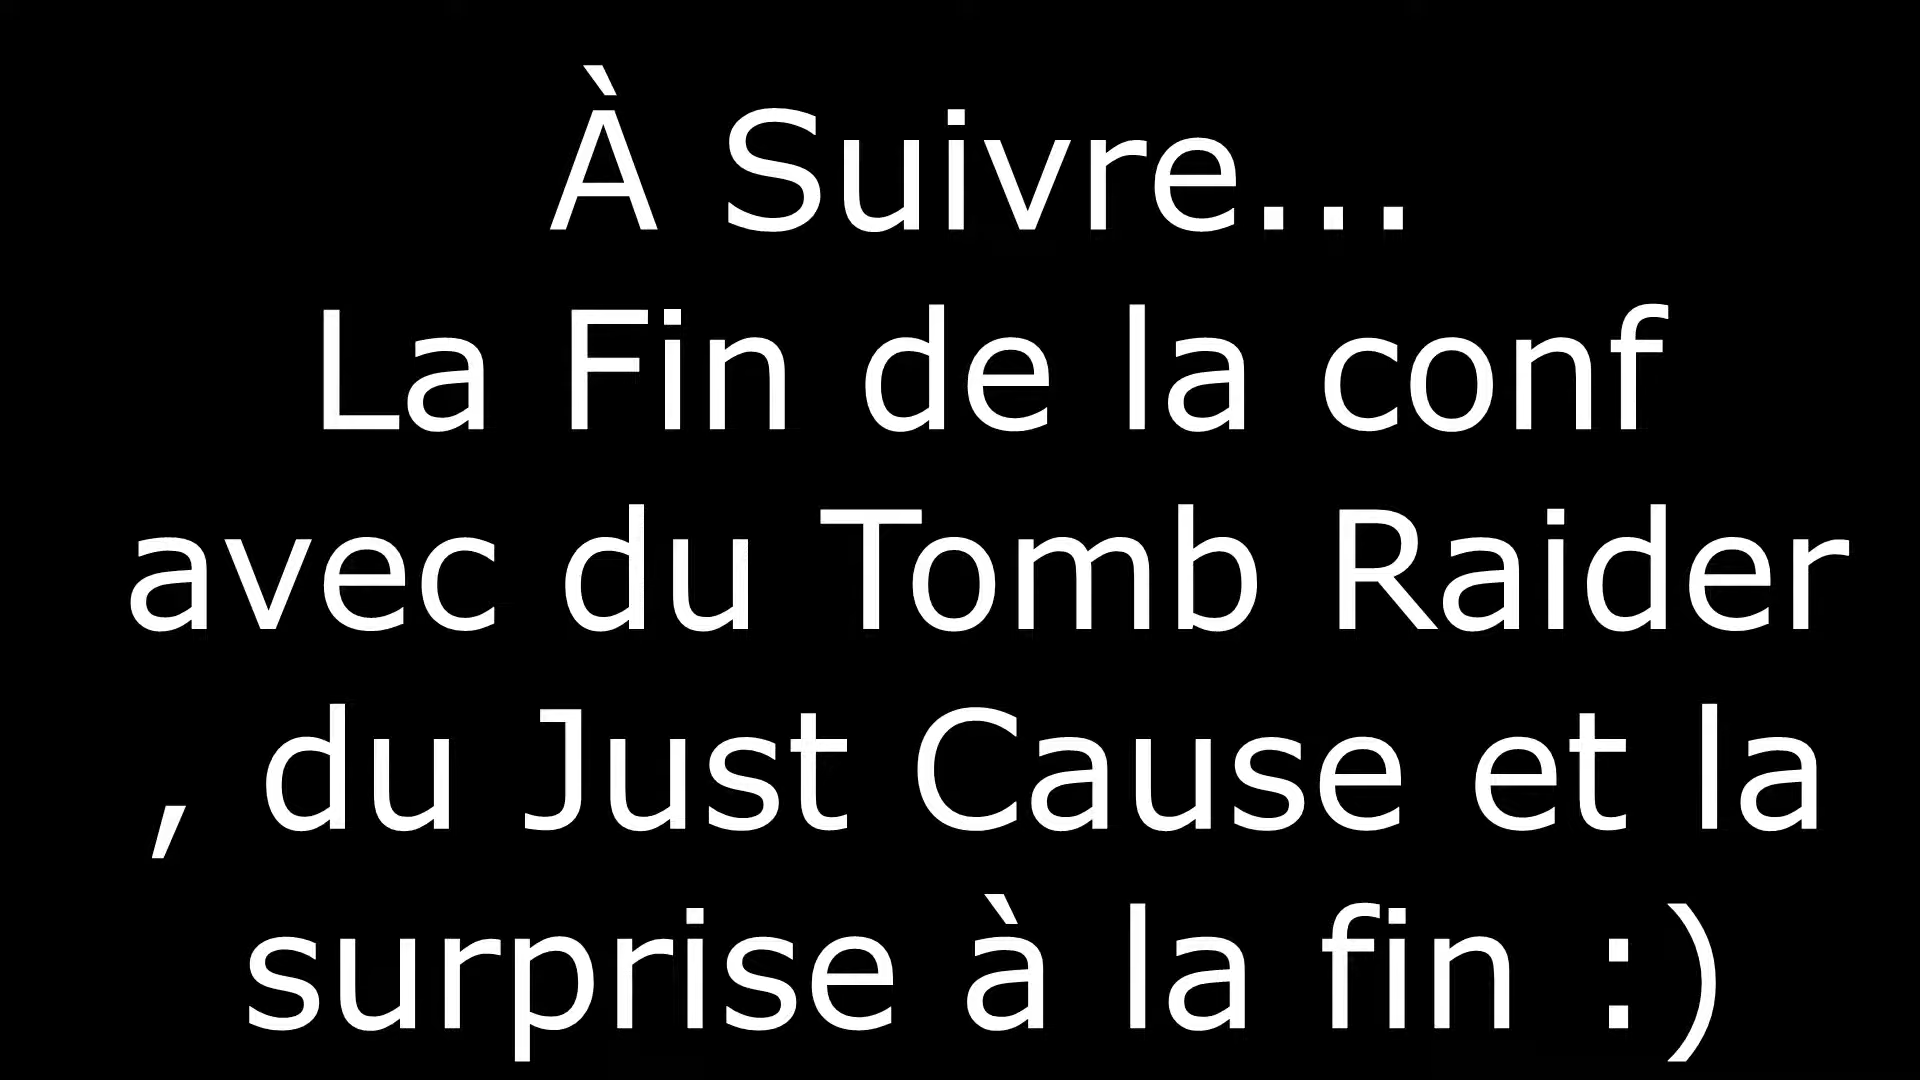 À Suivre...
La Fin de la conf
avec du Tomb Raider
, du Just Cause et la
surprise à la fin :)